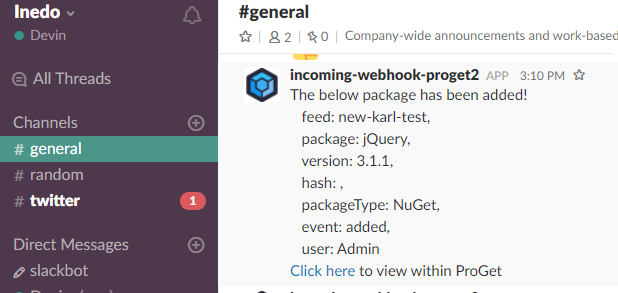 Inedo
Devin
All Threads
Channels
# general
# random
# twitter 1
Direct Messages
slackbot
#general
2 | 0 | Company-wide announcements and work-based
incoming-webhook-proget2 APP 3:10 PM
The below package has been added!
feed: new-karl-test,
package: jQuery,
version: 3.1.1,
hash: ,
packageType: NuGet,
event: added,
user: Admin
Click here to view within ProGet